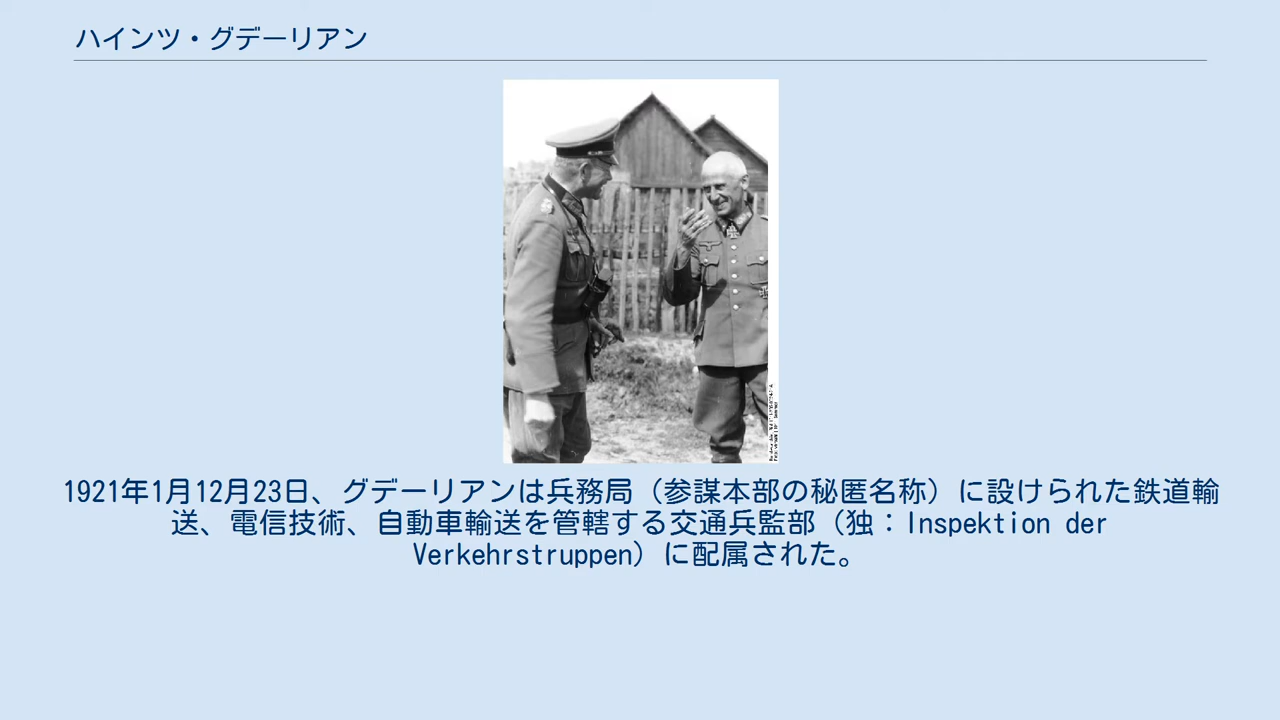 ハインツ・グデーリアン
1921年1月12月23日、グデーリアンは兵務局（参謀本部の秘匿名称）に設けられた鉄道輸
送、電信技術、自動車輸送を管轄する交通兵監部（独：Inspektion der
Verkehrstruppen）に配属された。